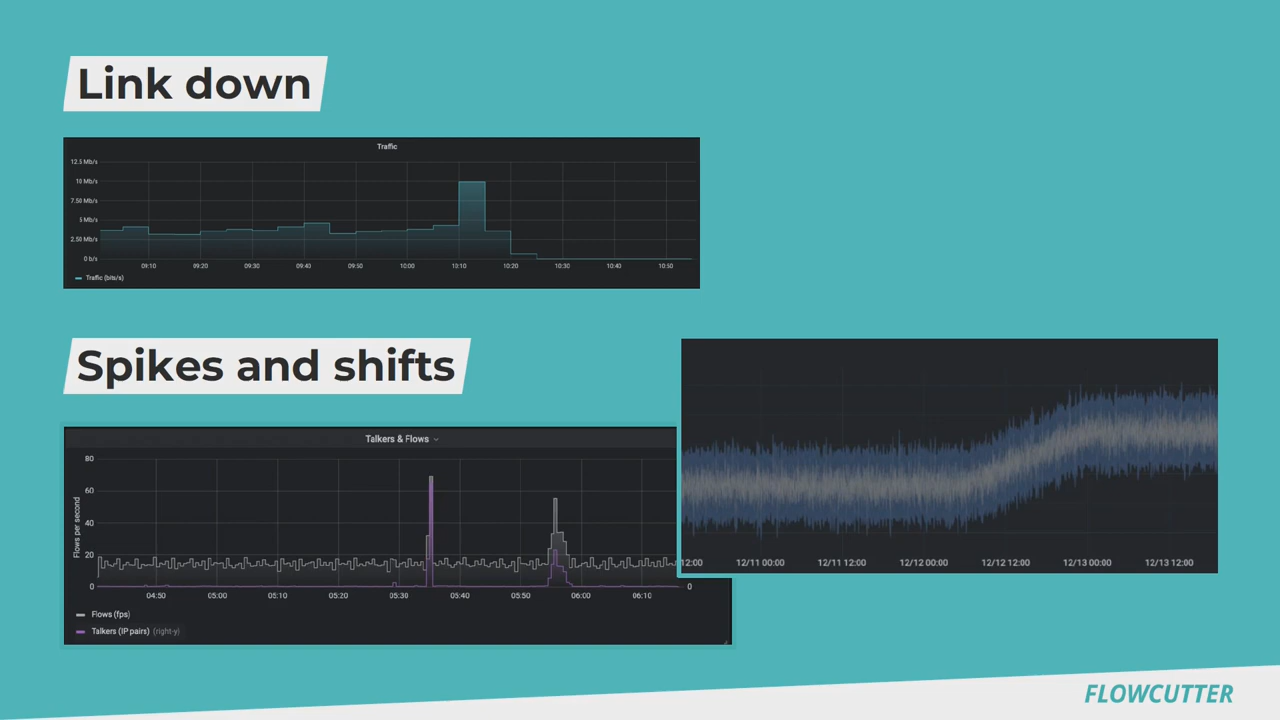 Link down
Traffic
12.5 Mb/s
10 Mb/s
7.50 Mb/s
5 Mb/s
2.50 Mb/s
0 b/s
09:10 09:20 09:30 09:40 09:50 10:00 10:10 10:20 10:30 10:40 10:50
Traffic (bits/s)
Spikes and shifts
Talkers & Flows
Flows per second
80
60
40
20
0 0
04:50 05:00 05:10 05:20 05:30 05:40 05:50 06:00 06:10
Flows (fps)
Talkers (IP pairs) (right-y)
12:00 12/11 00:00 12/11 12:00 12/12 00:00 12/12 12:00 12/13 00:00 12/13 12:00
FLOWCUTTER